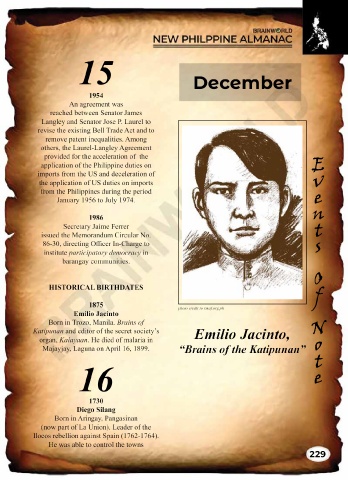 BRAINWORLD
NEW PHILPPINE ALMANAC
15
1954
An agreement was
reached between Senator James
Langley and Senator Jose P. Laurel to
revise the existing Bell Trade Act and to
remove patent inequalities. Among
others, the Laurel-Langley Agreement
provided for the acceleration of the
application of the Philippine duties on
imports from the US and deceleration of
the application of US duties on imports
from the Philippines during the period
January 1956 to July 1974.
1986
Secretary Jaime Ferrer
issued the Memorandum Circular No.
86-30, directing Officer In-Charge to
institute participatory democracy in
barangay communities.
HISTORICAL BIRTHDATES
1875
Emilio Jacinto
Born in Trozo, Manila. Brains of
Katipunan and editor of the secret society's
organ, Kalayaan. He died of malaria in
Majayjay, Laguna on April 16, 1899.
16
1730
Diego Silang
Born in Aringay, Pangasinan
(now part of La Union). Leader of the
Ilocos rebellion against Spain (1762-1764).
He was able to control the towns
December
Emilio Jacinto,
“Brains of the Katipunan”
Events of Note
229